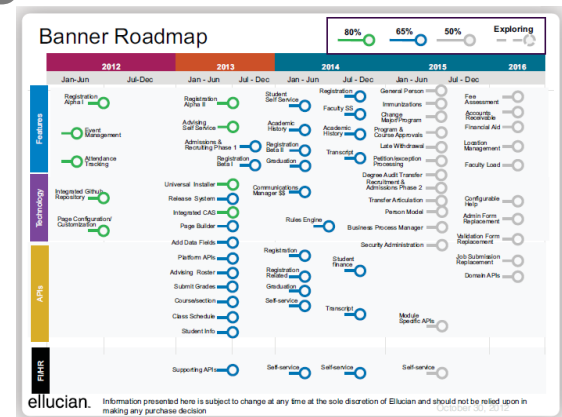 Banner Roadmap
80%
65%
50%
Exploring
2012
2013
2014
2015
2016
Jan-Jun
Jul-Dec
Jan - Jun
Jul - Dec
Jan - Jun
Jul - Dec
Jan - Jun
Jul - Dec
Features
Registration
Alpha I
Event
Management
Attendance
Tracking
Registration
Alpha II
Advising
Self Service
Admissions &
Recruiting Phase 1
Registration
Beta I
Student
Self Service
Academic
History
Registration
Beta II
Graduation
Registration
Faculty SS
Academic
History
Transcript
General Person
Immunizations
Change
Major/Program
Program &
Course Approvals
Late Withdrawal
Petition/exception
Processing
Degree Audit Transfer
Recruitment &
Admissions Phase 2
Fee
Assessment
Accounts
Receivable
Financial Aid
Location
Management
Faculty Load
Technology
Integrated Github
Repository
Page Configuration/
Customization
Universal Installer
Release System
Integrated CAS
Page Builder
Add Data Fields
Communications
Manager $$
Rules Engine
Transfer Articulation
Person Model
Business Process Manager
Security Administration
Configurable
Help
Admin Form
Replacement
Validation Form
Replacement
Job Submission
Replacement
Domain APIs
APIs
Platform APIs
Advising Roster
Submit Grades
Course/section
Class Schedule
Student Info
Registration
Registration
Related
Graduation
Self-service
Student
finance
Transcript
Module
Specific APIs
FI/HR
Supporting APIs
Self-service
Self-service
Self-service
ellucian.
Information presented here is subject to change at any time at the sole discretion of Ellucian and should not be relied upon in
making any purchase decision
October 30, 2012